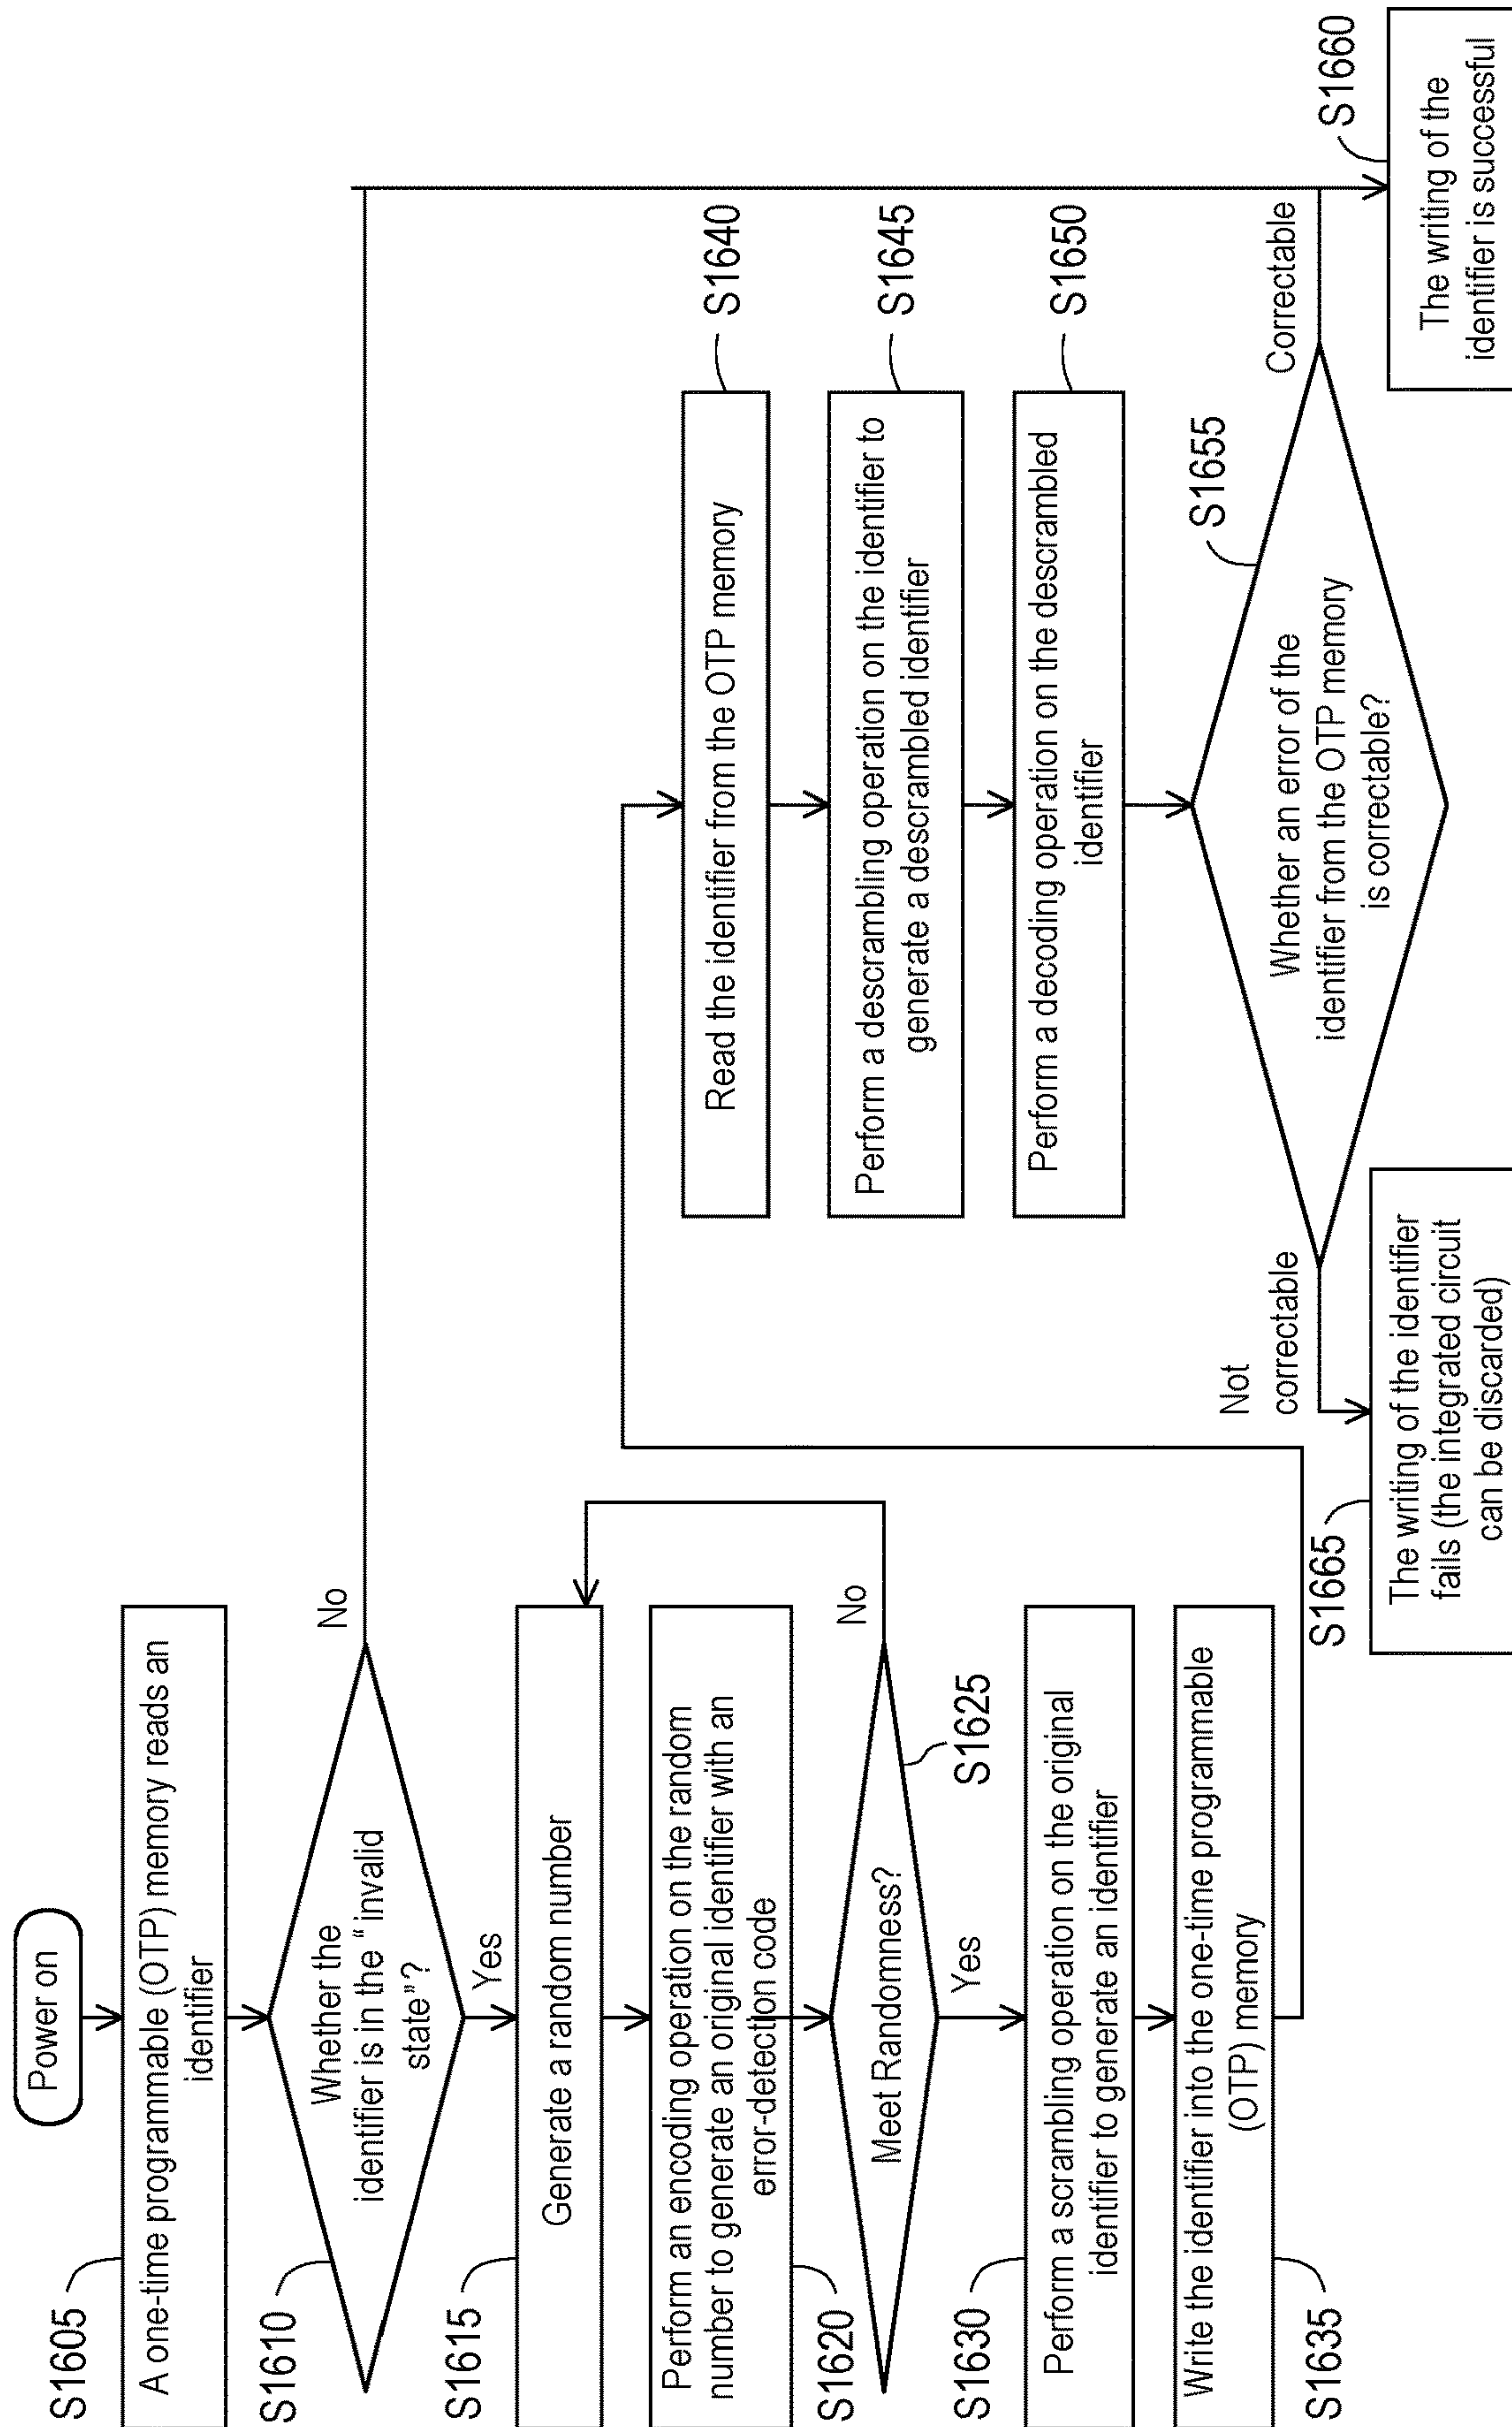 Power on
S1605
A one-time programmable (OTP) memory reads an
identifier
S1610
Whether the
identifier is in the “ invalid
state”?
No
Yes
S1615
Generate a random number
Perform an encoding operation on the random
number to generate an original identifier with an
error-detection code
S1620
Meet Randomness?
No
S1625
Yes
S1630
Perform a scrambling operation on the original
identifier to generate an identifier
Write the identifier into the one-time programmable
(OTP) memory
S1635
Read the identifier from the OTP memory
S1640
Perform a descrambling operation on the identifier to
generate a descrambled identifier
S1645
Perform a decoding operation on the descrambled
identifier
S1650
S1655
Whether an error of the
identifier from the OTP memory
is correctable?
Not
correctable
Correctable
S1665
The writing of the identifier
fails (the integrated circuit
can be discarded)
S1660
The writing of the
identifier is successful